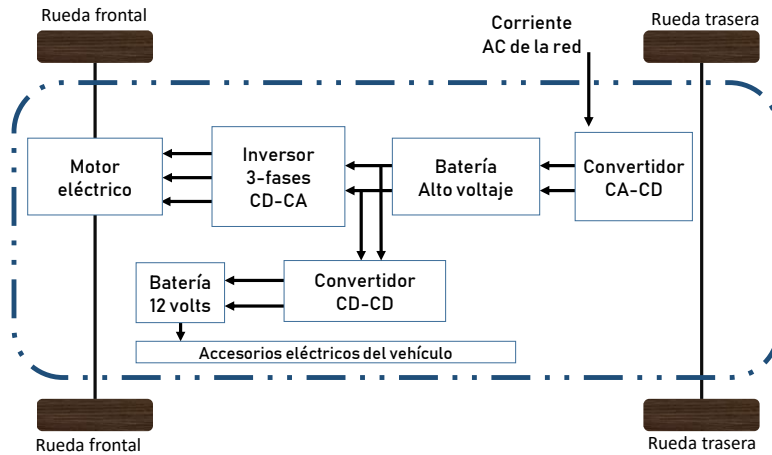 Rueda frontal
Corriente
AC de la red
Rueda trasera
Motor
eléctrico
Inversor
3-fases
CD-CA
Batería
Alto voltaje
Convertidor
CA-CD
Batería
12 volts
Convertidor
CD-CD
Accesorios eléctricos del vehículo
Rueda frontal
Rueda trasera